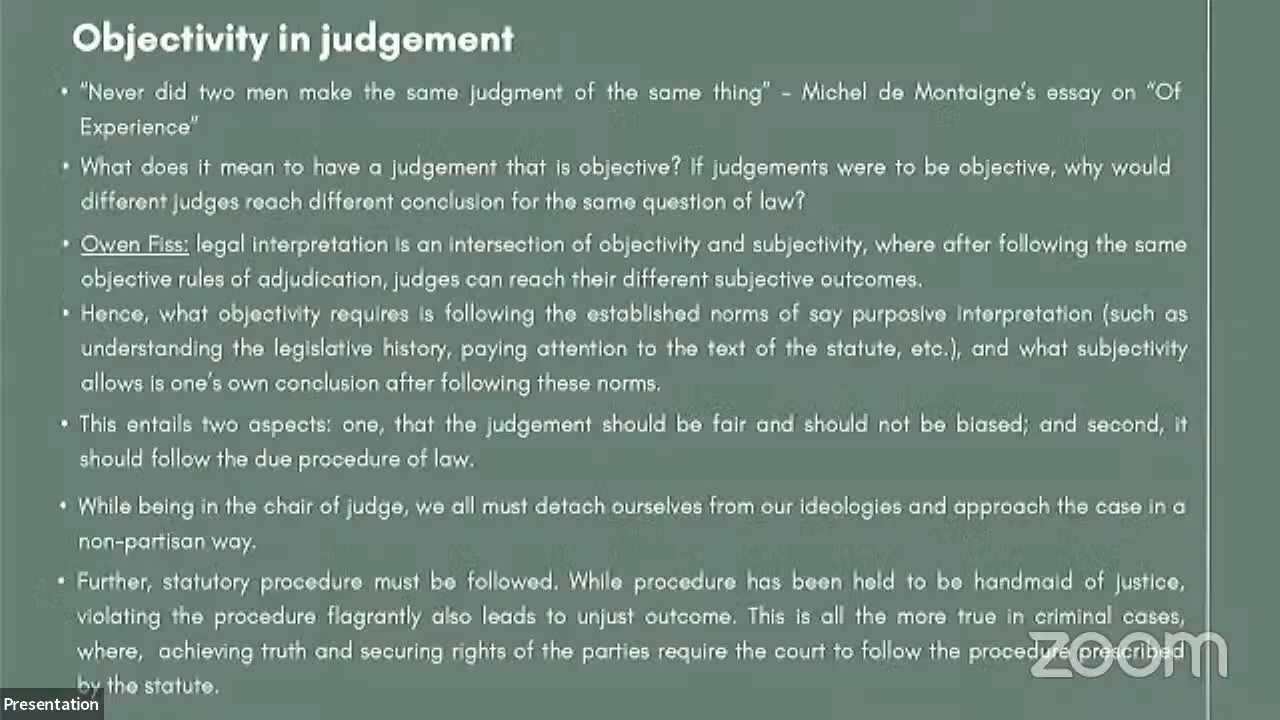 Objectivity in judgement
• "Never did two men make the same judgment of the same thing" – Michel de Montaigne's essay on "Of
Experience"
• What does it mean to have a judgement that is objective? If judgements were to be objective, why would
different judges reach different conclusion for the same question of law?
• Owen Fiss: legal interpretation is an intersection of objectivity and subjectivity, where after following the same
objective rules of adjudication, judges can reach their different subjective outcomes.
• Hence, what objectivity requires is following the established norms of say purposive interpretation (such as
understanding the legislative history, paying attention to the text of the statute, etc.), and what subjectivity
allows is one's own conclusion after following these norms.
• This entails two aspects: one, that the judgement should be fair and should not be biased; and second, it
should follow the due procedure of law.
• While being in the chair of judge, we all must detach ourselves from our ideologies and approach the case in a
non-partisan way.
• Further, statutory procedure must be followed. While procedure has been held to be handmaid of justice,
violating the procedure flagrantly also leads to unjust outcome. This is all the more true in criminal cases,
where, achieving truth and securing rights of the parties require the court to follow the procedure prescribed
by the statute.
zoom
Presentation